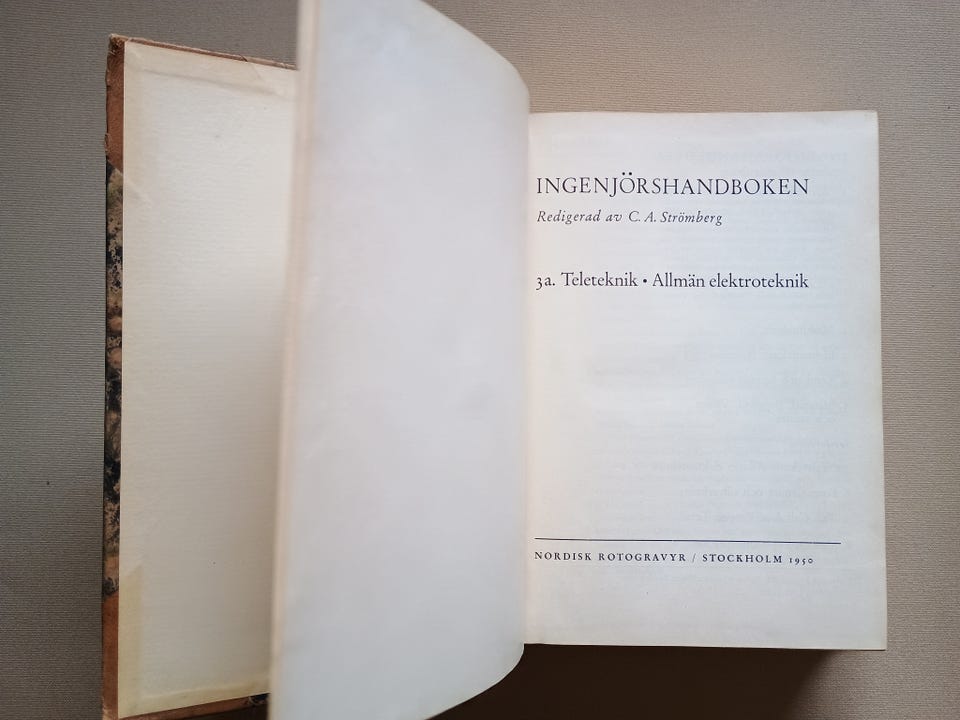 INGENJÖRSHANDBOKEN
Redigerad av C. A. Strömberg
3a. Teleteknik • Allmän elektroteknik
NORDISK ROTOGRAVYR / STOCKHOLM 1950